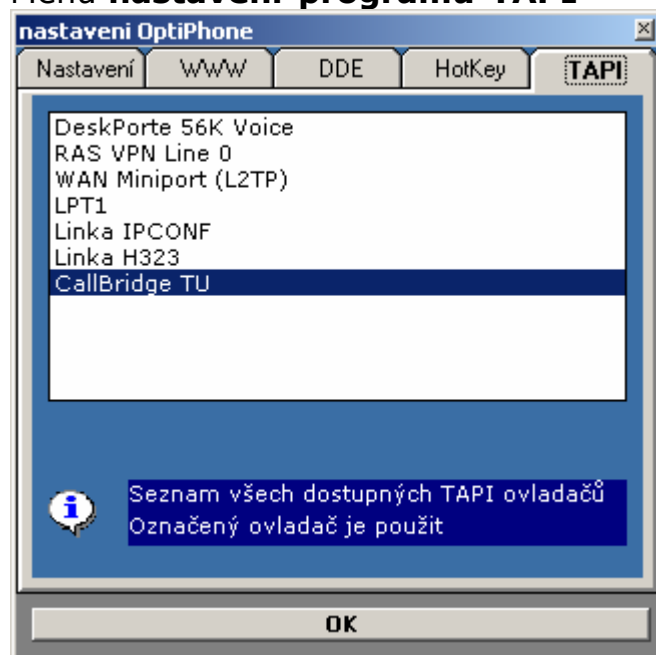 Menu nastavení programu TAPI
nastaveni OptiPhone
Nastavení WWW DDE HotKey TAPI
DeskPorte 56K Voice
RAS VPN Line 0
WAN Miniport (L2TP)
LPT1
Linka IPCONF
Linka H323
CallBridge TU
Seznam všech dostupných TAPI ovladačů
Označený ovladač je použit
OK